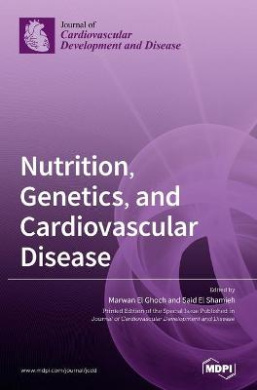 Journal of
Cardiovascular
Development and Disease
Nutrition,
Genetics, and
Cardiovascular
Disease
Edited by
Marwan El Ghoch and Said El Shamieh
Printed Edition of the Special Issue Published in
Journal of Cardiovascular Development and Disease
www.mdpi.com/journal/jcdd
MDPI